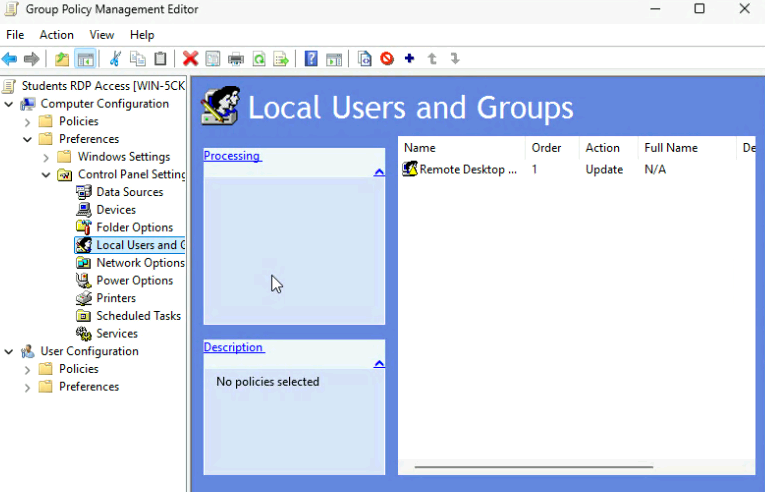 Group Policy Management Editor
File Action View Help
Students RDP Access [WIN-5CK
Computer Configuration
Policies
Preferences
Windows Settings
Control Panel Setting
Data Sources
Devices
Folder Options
Local Users and G
Network Options
Power Options
Printers
Scheduled Tasks
Services
User Configuration
Policies
Preferences
Local Users and Groups
Processing
Description
No policies selected
Name Order Action Full Name De
Remote Desktop ... 1 Update N/A